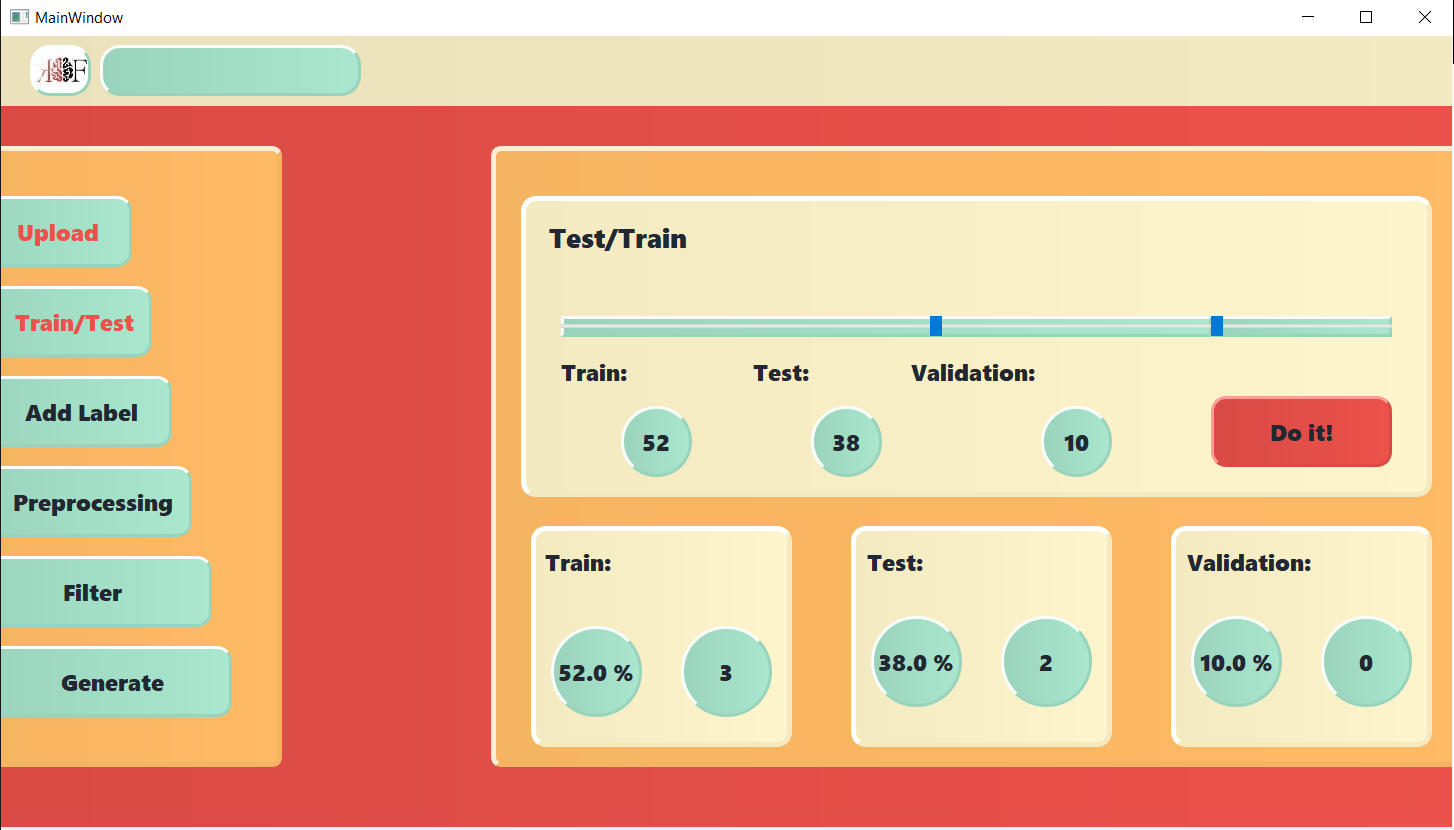 MainWindow
Upload
Train/Test
Add Label
Preprocessing
Filter
Generate
Test/Train
Train: Test: Validation:
52 38 10
Do it!
Train:
52.0 % 3
Test:
38.0 % 2
Validation:
10.0 % 0